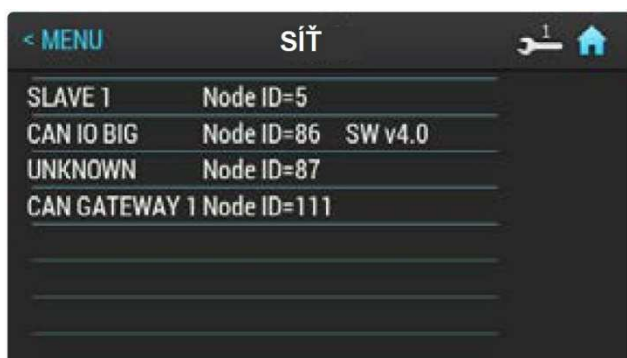 < MENU SÍŤ 1
SLAVE 1 Node ID=5
CAN IO BIG Node ID=86 SW v4.0
UNKNOWN Node ID=87
CAN GATEWAY 1 Node ID=111